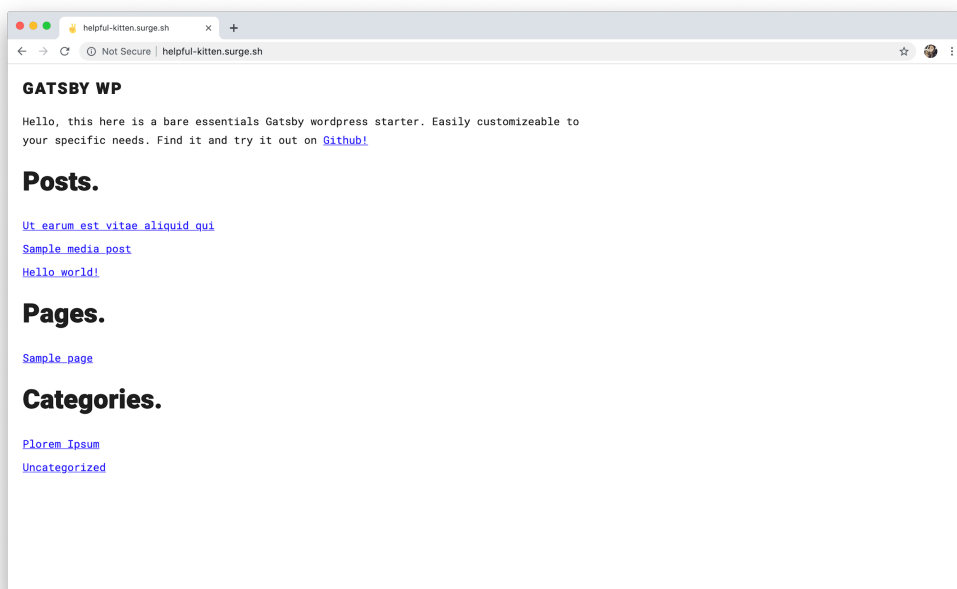 helpful-kitten.surge.sh
Not Secure | helpful-kitten.surge.sh
GATSBY WP
Hello, this here is a bare essentials Gatsby wordpress starter. Easily customizeable to
your specific needs. Find it and try it out on Github!
Posts.
Ut earum est vitae aliquid qui
Sample media post
Hello world!
Pages.
Sample page
Categories.
Plorem Ipsum
Uncategorized